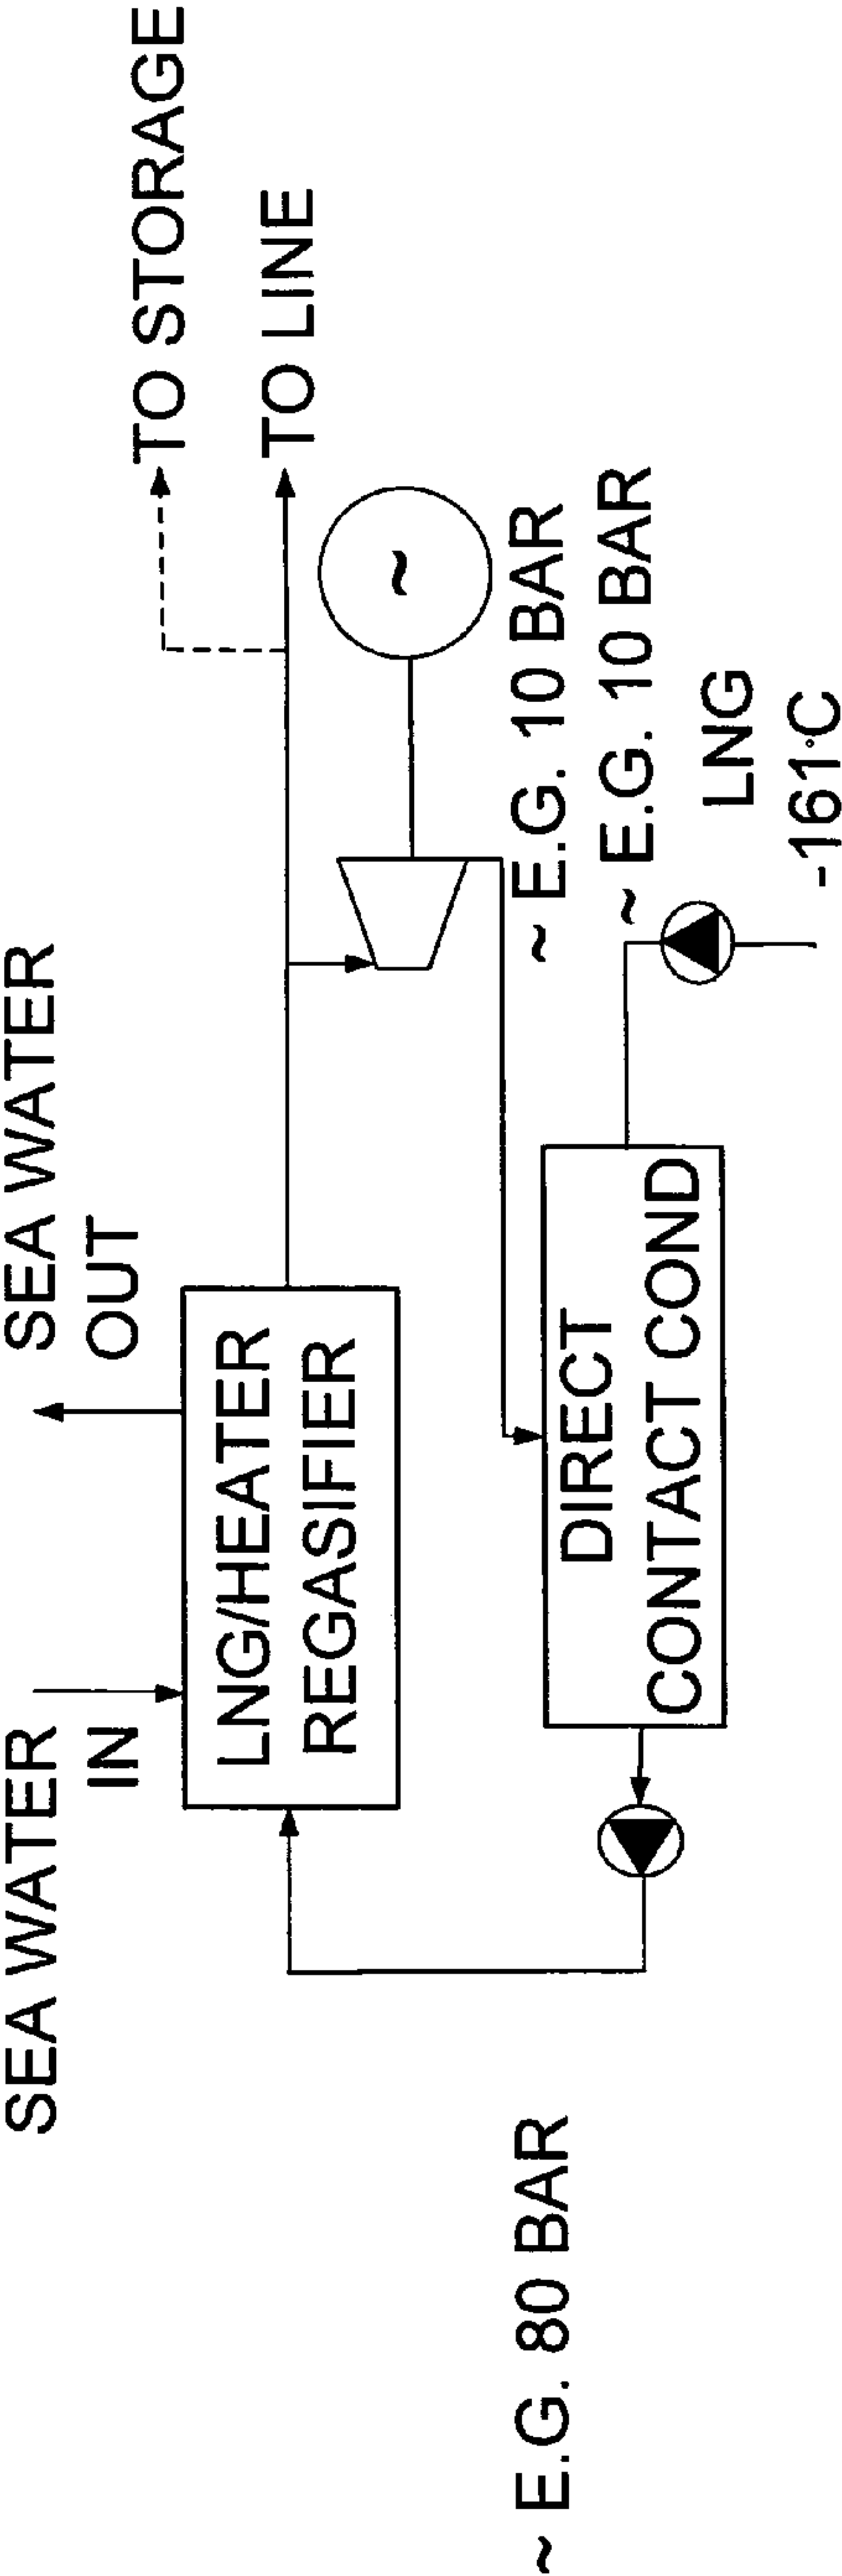 SEA WATER
IN
SEA WATER
OUT
TO STORAGE
TO LINE
LNG/HEATER
REGASIFIER
~
~ E.G. 80 BAR
~ E.G. 10 BAR
~ E.G. 10 BAR
DIRECT
CONTACT COND
LNG
-161°C